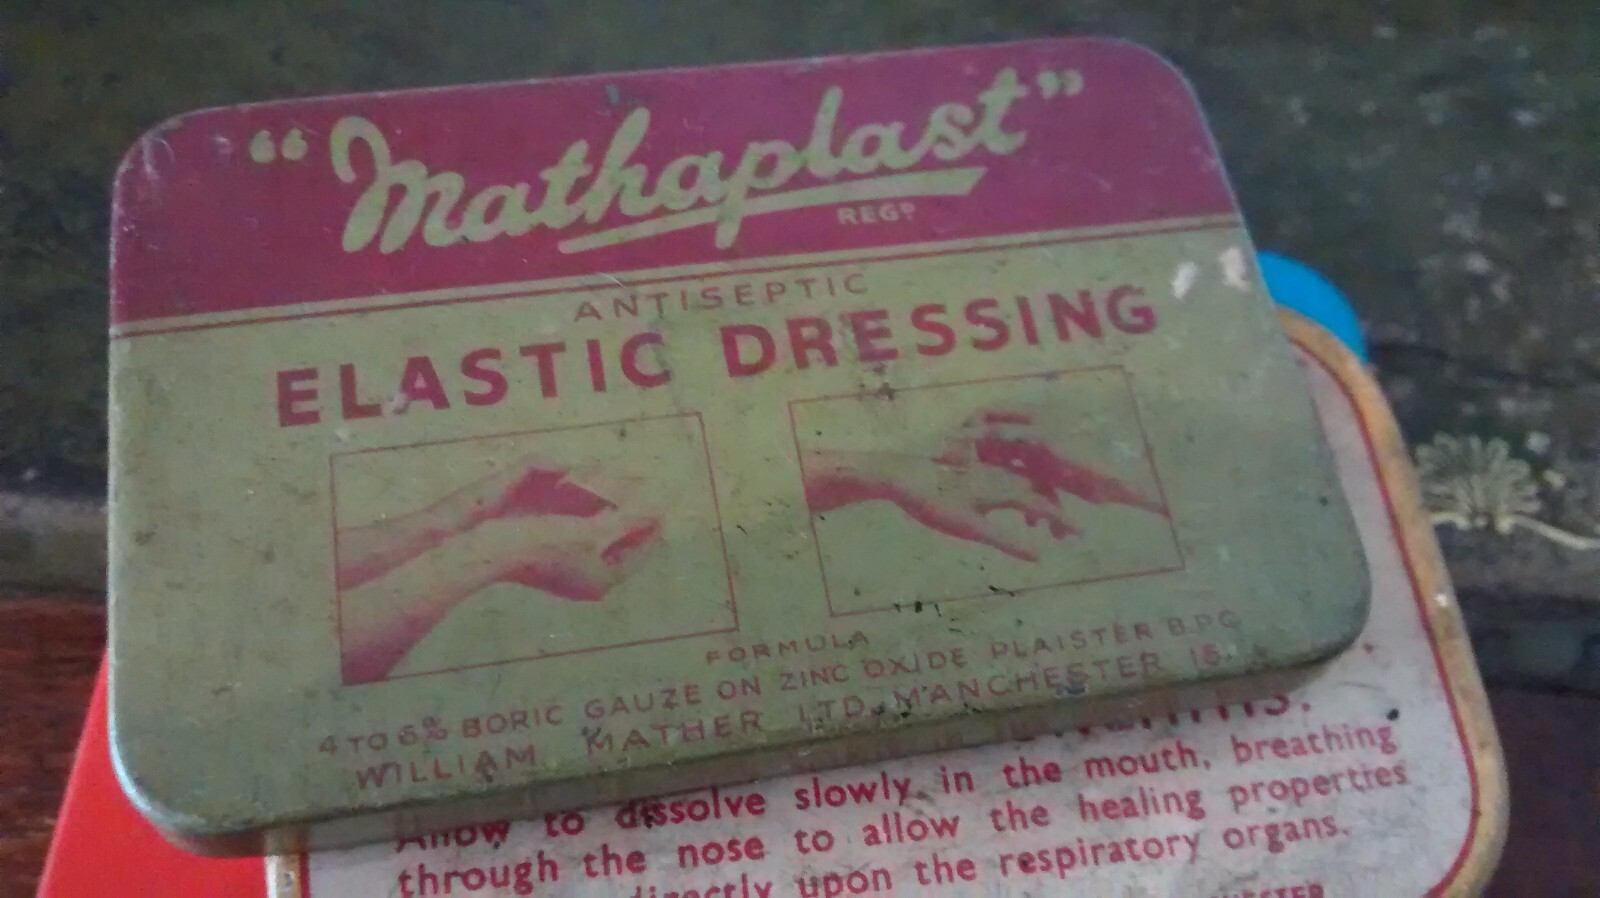 “Mathaplast”
REGD
ANTISEPTIC
ELASTIC DRESSING
FORMULA
4 TO 6% BORIC GAUZE ON ZINC OXIDE PLAISTER B.P.C
WILLIAM MATHER LTD. MANCHESTER 15.
Allow to dissolve slowly in the mouth, breathing
through the nose to allow the healing properties
directly upon the respiratory organs.